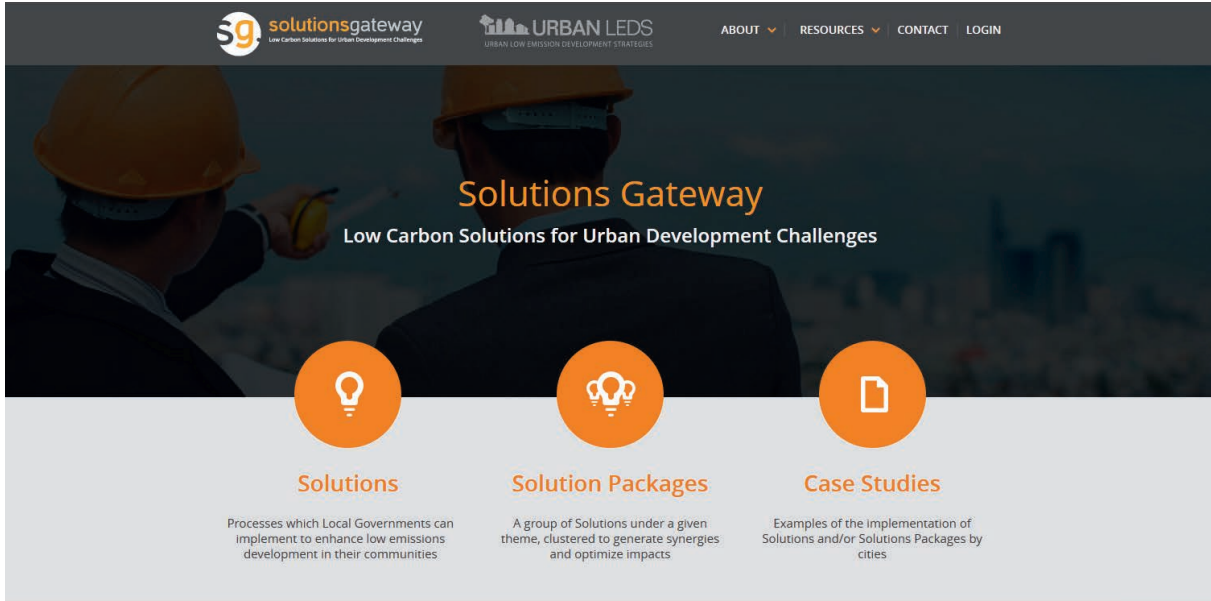 sg.
solutionsgateway
Low Carbon Solutions for Urban Development Challenges
URBAN LEDS
URBAN LOW EMISSION DEVELOPMENT STRATEGIES
ABOUT RESOURCES CONTACT LOGIN
Solutions Gateway
Low Carbon Solutions for Urban Development Challenges
Solutions
Processes which Local Governments can
implement to enhance low emissions
development in their communities
Solution Packages
A group of Solutions under a given
theme, clustered to generate synergies
and optimize impacts
Case Studies
Examples of the implementation of
Solutions and/or Solutions Packages by
cities